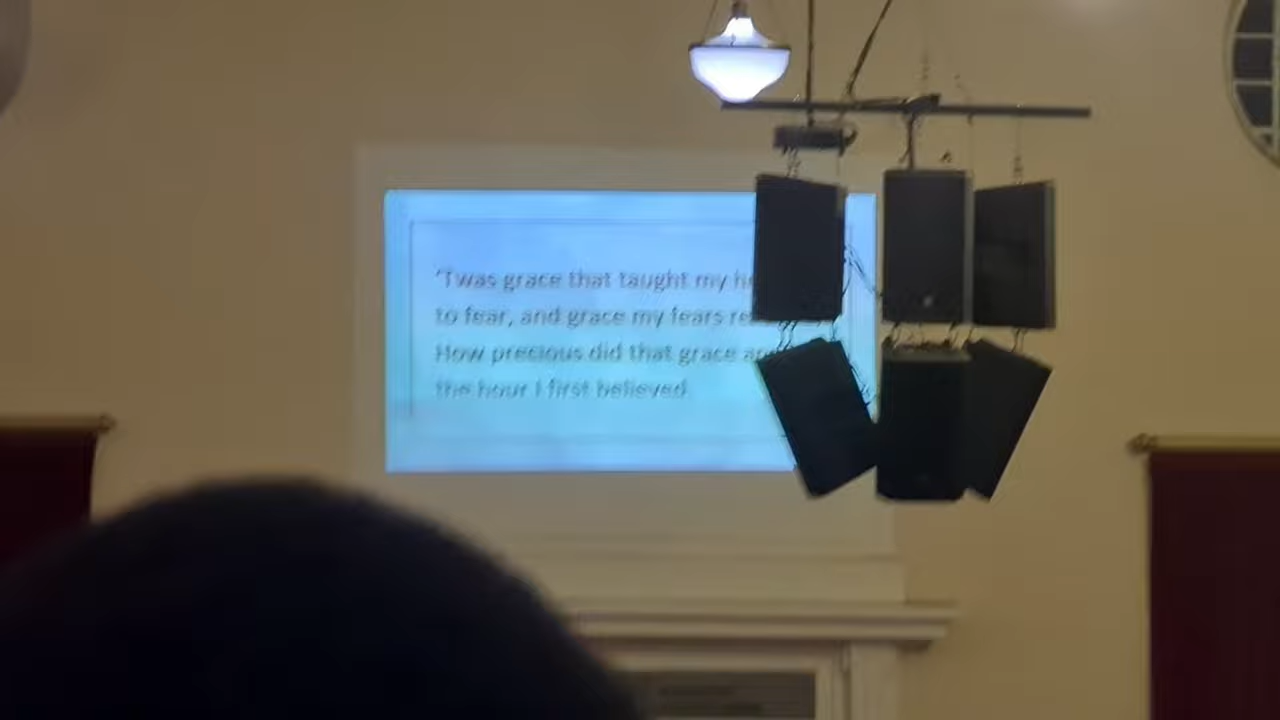 'Twas grace that taught my
to fear, and grace my fears
How precious did that grace
the hour I first believed.